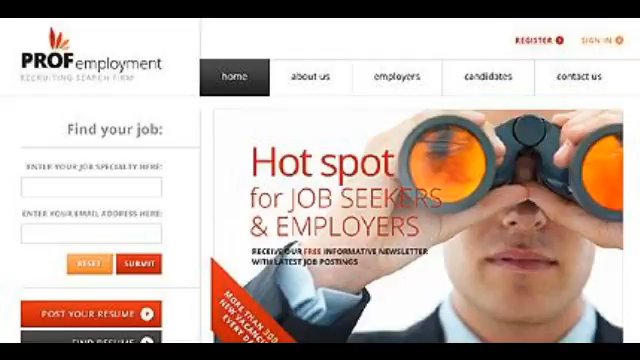 PROFemployment
RECRUITING SEARCH FIRM
REGISTER
SIGN IN
home
about us
employers
candidates
contact us
Find your job:
ENTER YOUR JOB SPECIALTY HERE:
ENTER YOUR EMAIL ADDRESS HERE:
RESET
SUBMIT
POST YOUR RESUME
FIND RESUME
Hot spot
for JOB SEEKERS
& EMPLOYERS
RECEIVE OUR FREE INFORMATIVE NEWSLETTER
WITH LATEST JOB POSTINGS
MORE THAN 300
NEW VACANCIES
EVERY DAY